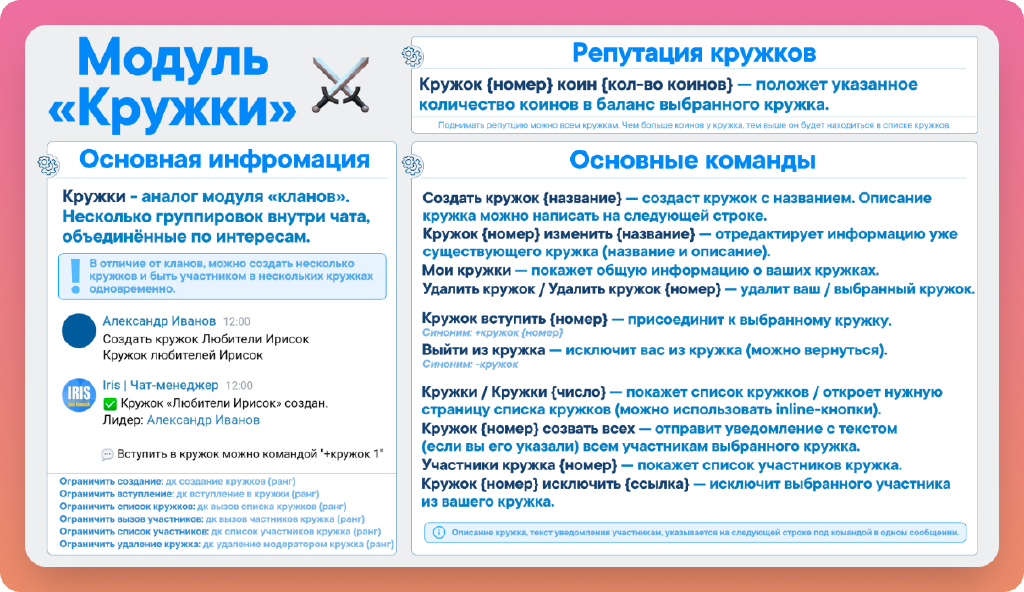 Модуль
«Кружки»
Основная инфромация
Кружки - аналог модуля «кланов».
Несколько группировок внутри чата,
объединённые по интересам.
В отличие от кланов, можно создать несколько
кружков и быть участником в нескольких кружках
одновременно.
Александр Иванов 12:00
Создать кружок Любители Ирисок
Кружок любителей Ирисок
IRIS
Iris | Чат-менеджер 12:00
✅ Кружок «Любители Ирисок» создан.
Лидер: Александр Иванов
💬 Вступить в кружок можно командой "+кружок 1"
Ограничить создание: дк создание кружков (ранг)
Ограничить вступление: дк вступление в кружки (ранг)
Ограничить список кружков: дк вызов списка кружков (ранг)
Ограничить вызов участников: дк вызов частников кружка (ранг)
Ограничить список участников: дк список участников кружка (ранг)
Ограничить удаление кружка: дк удаление модератором кружка (ранг)
Репутация кружков
Кружок {номер} коин {кол-во коинов} — положет указанное
количество коинов в баланс выбранного кружка.
Поднимать репутцию можно всем кружкам. Чем больше коинов у кружка, тем выше он будет находиться в списке кружков.
Основные команды
Создать кружок {название} — создаст кружок с названием. Описание
кружка можно написать на следующей строке.
Кружок {номер} изменить {название} — отредактирует информацию уже
существующего кружка (название и описание).
Мои кружки — покажет общую информацию о ваших кружках.
Удалить кружок / Удалить кружок {номер} — удалит ваш / выбранный кружок.
Кружок вступить {номер} — присоединит к выбранному кружку.
Синоним: +кружок {номер}
Выйти из кружка — исключит вас из кружка (можно вернуться).
Синоним: -кружок
Кружки / Кружки {число} — покажет список кружков / откроет нужную
страницу списка кружков (можно использовать inline-кнопки).
Кружок {номер} созвать всех — отправит уведомление с текстом
(если вы его указали) всем участникам выбранного кружка.
Участники кружка {номер} — покажет список участников кружка.
Кружок {номер} исключить {ссылка} — исключит выбранного участника
из вашего кружка.
Описание кружка, текст уведомления участникам, указывается на следующей строке под командой в одном сообщении.